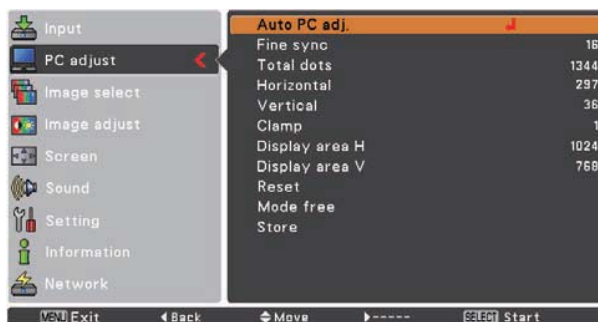 Input
PC adjust
Image select
Image adjust
Screen
Sound
Setting
Information
Network
Auto PC adj.
Fine sync 16
Total dots 1344
Horizontal 297
Vertical 36
Clamp 1
Display area H 1024
Display area V 768
Reset
Mode free
Store
MENU Exit Back Move ----- SELECT Start